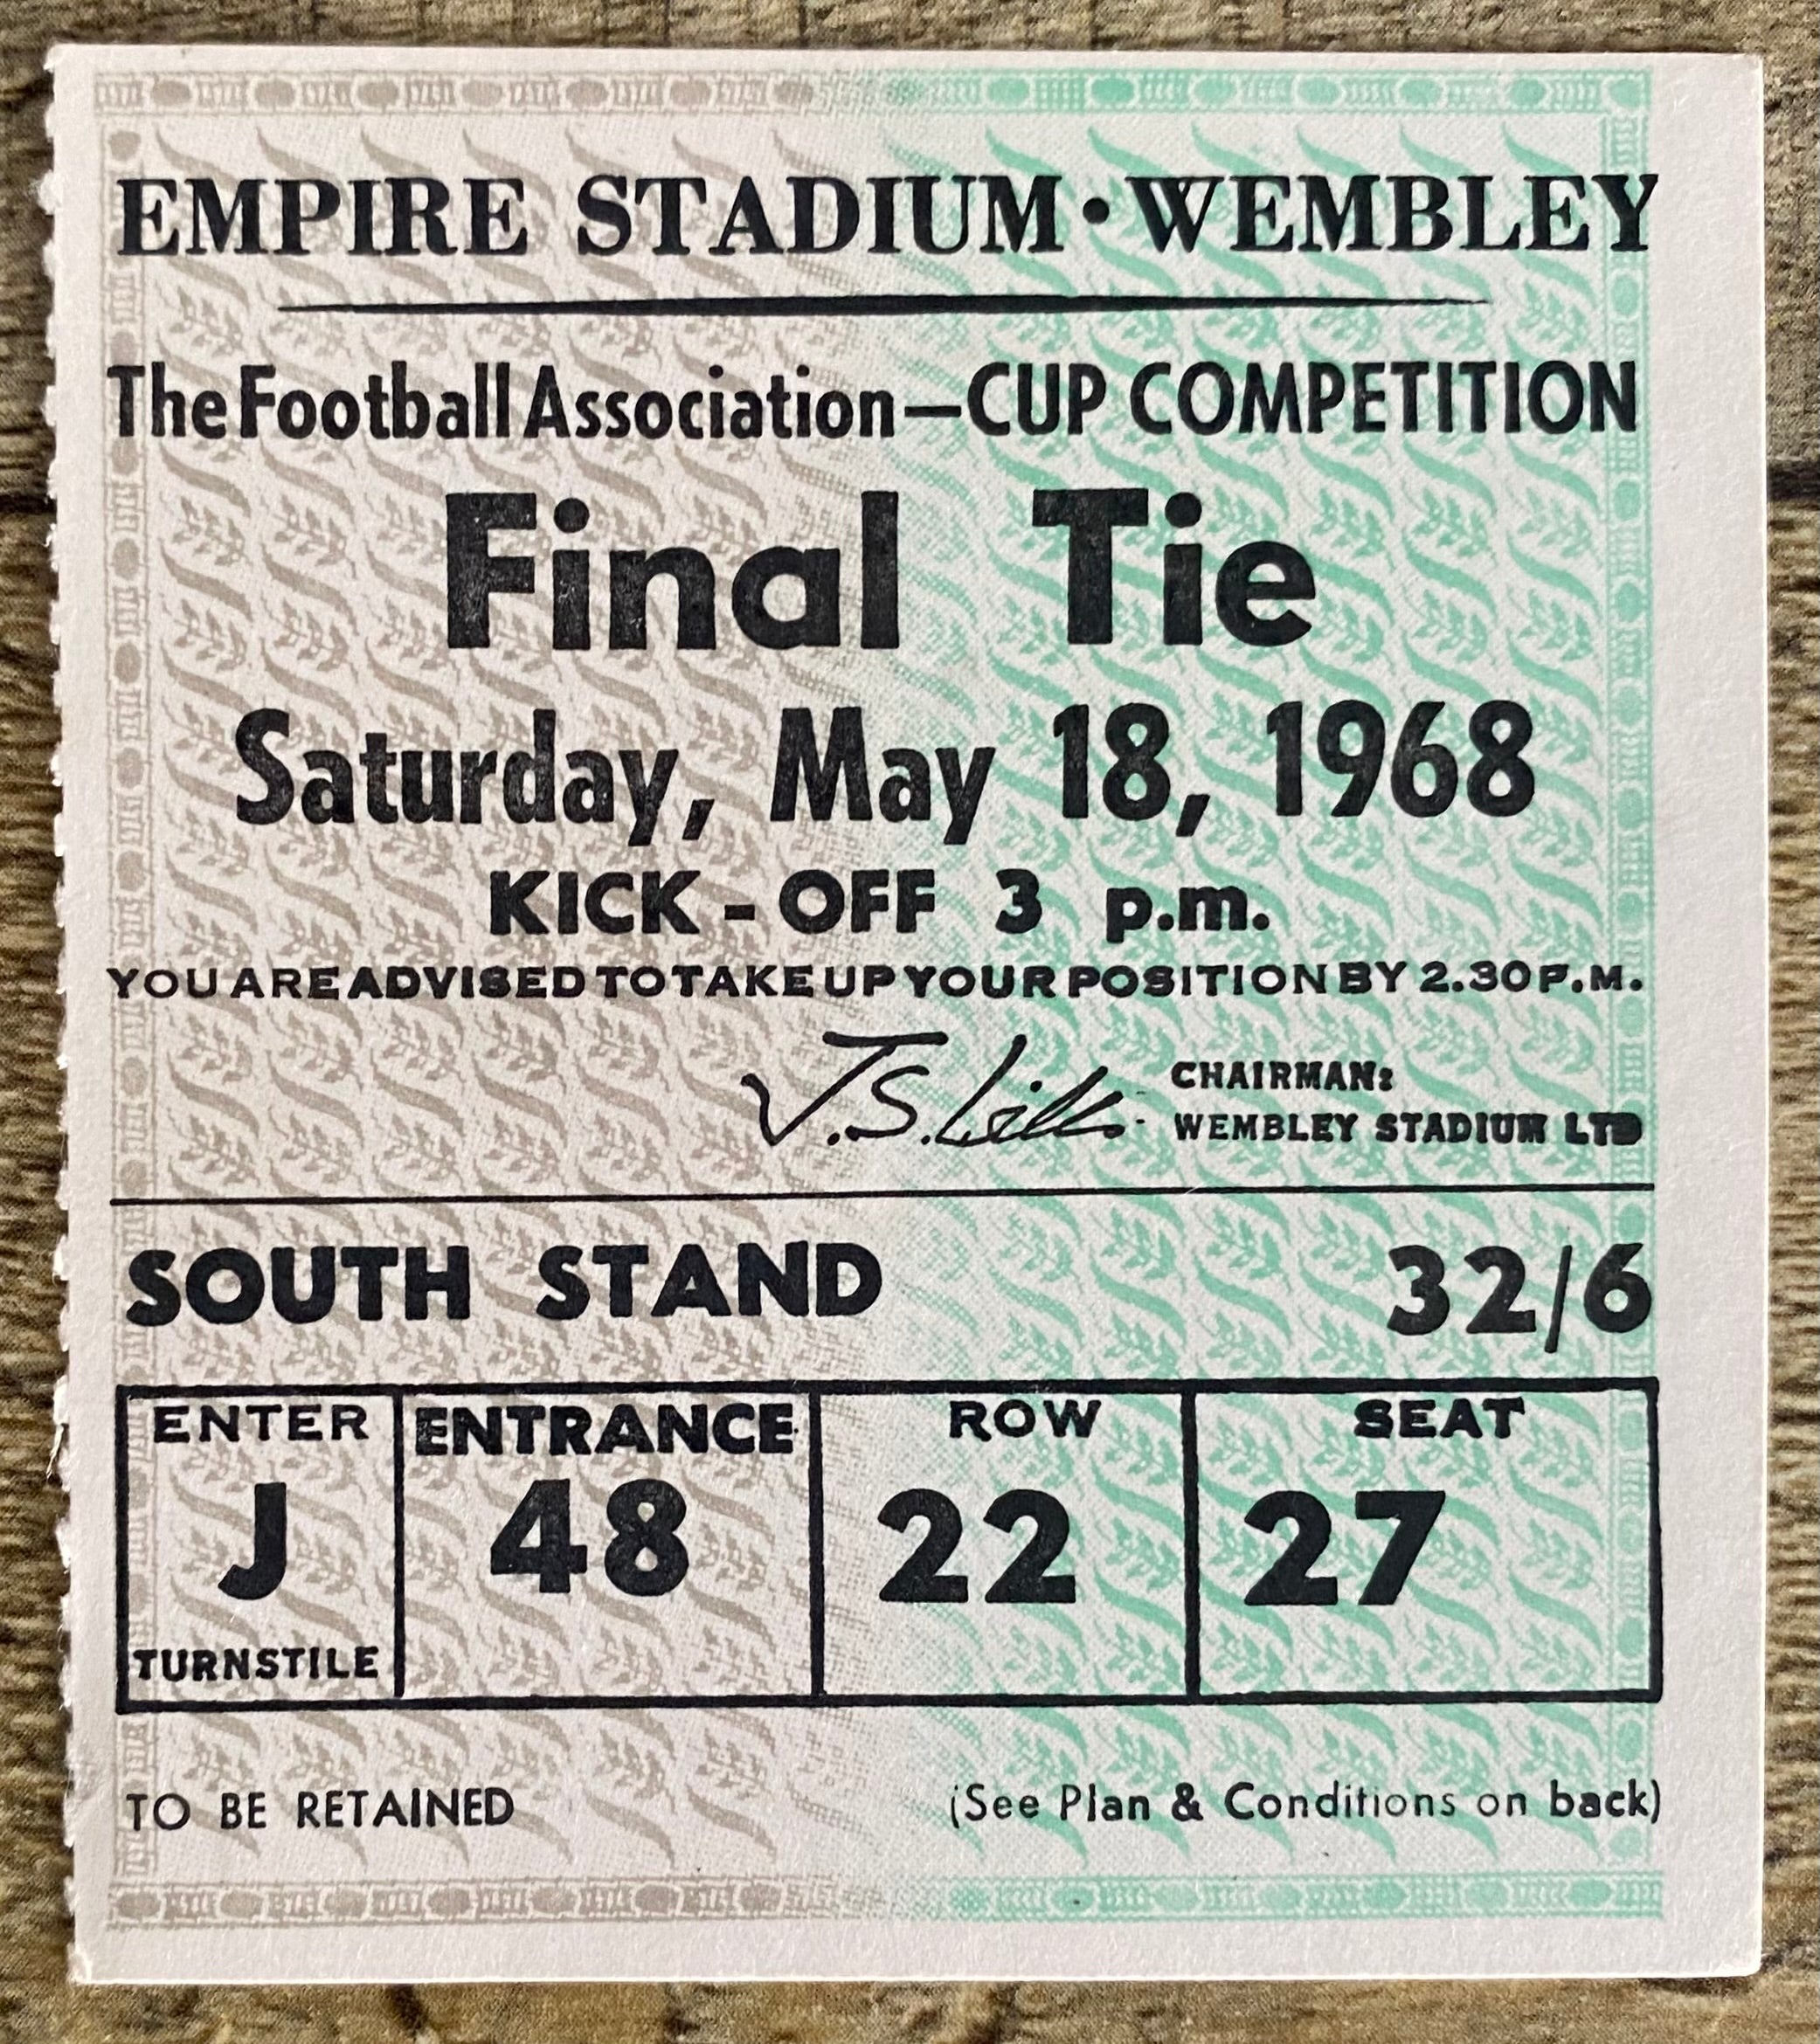 EMPIRE STADIUM • WEMBLEY
The Football Association—CUP COMPETITION
Final Tie
Saturday, May 18, 1968
KICK-OFF 3 p.m.
YOU ARE ADVISED TO TAKE UP YOUR POSITION BY 2.30 P.M.
J.S. CHAIRMAN:
WEMBLEY STADIUM LTD
SOUTH STAND 32/6
ENTER ENTRANCE ROW SEAT
J 48 22 27
TURNSTILE
TO BE RETAINED (See Plan & Conditions on back)